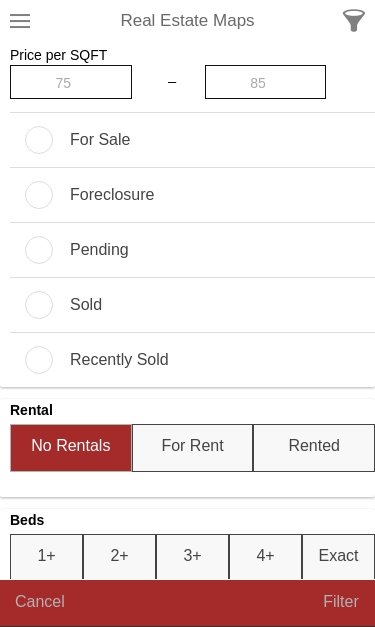 Real Estate Maps
Price per SQFT
75 – 85
For Sale
Foreclosure
Pending
Sold
Recently Sold
Rental
No Rentals For Rent Rented
Beds
1+ 2+ 3+ 4+ Exact
Cancel Filter